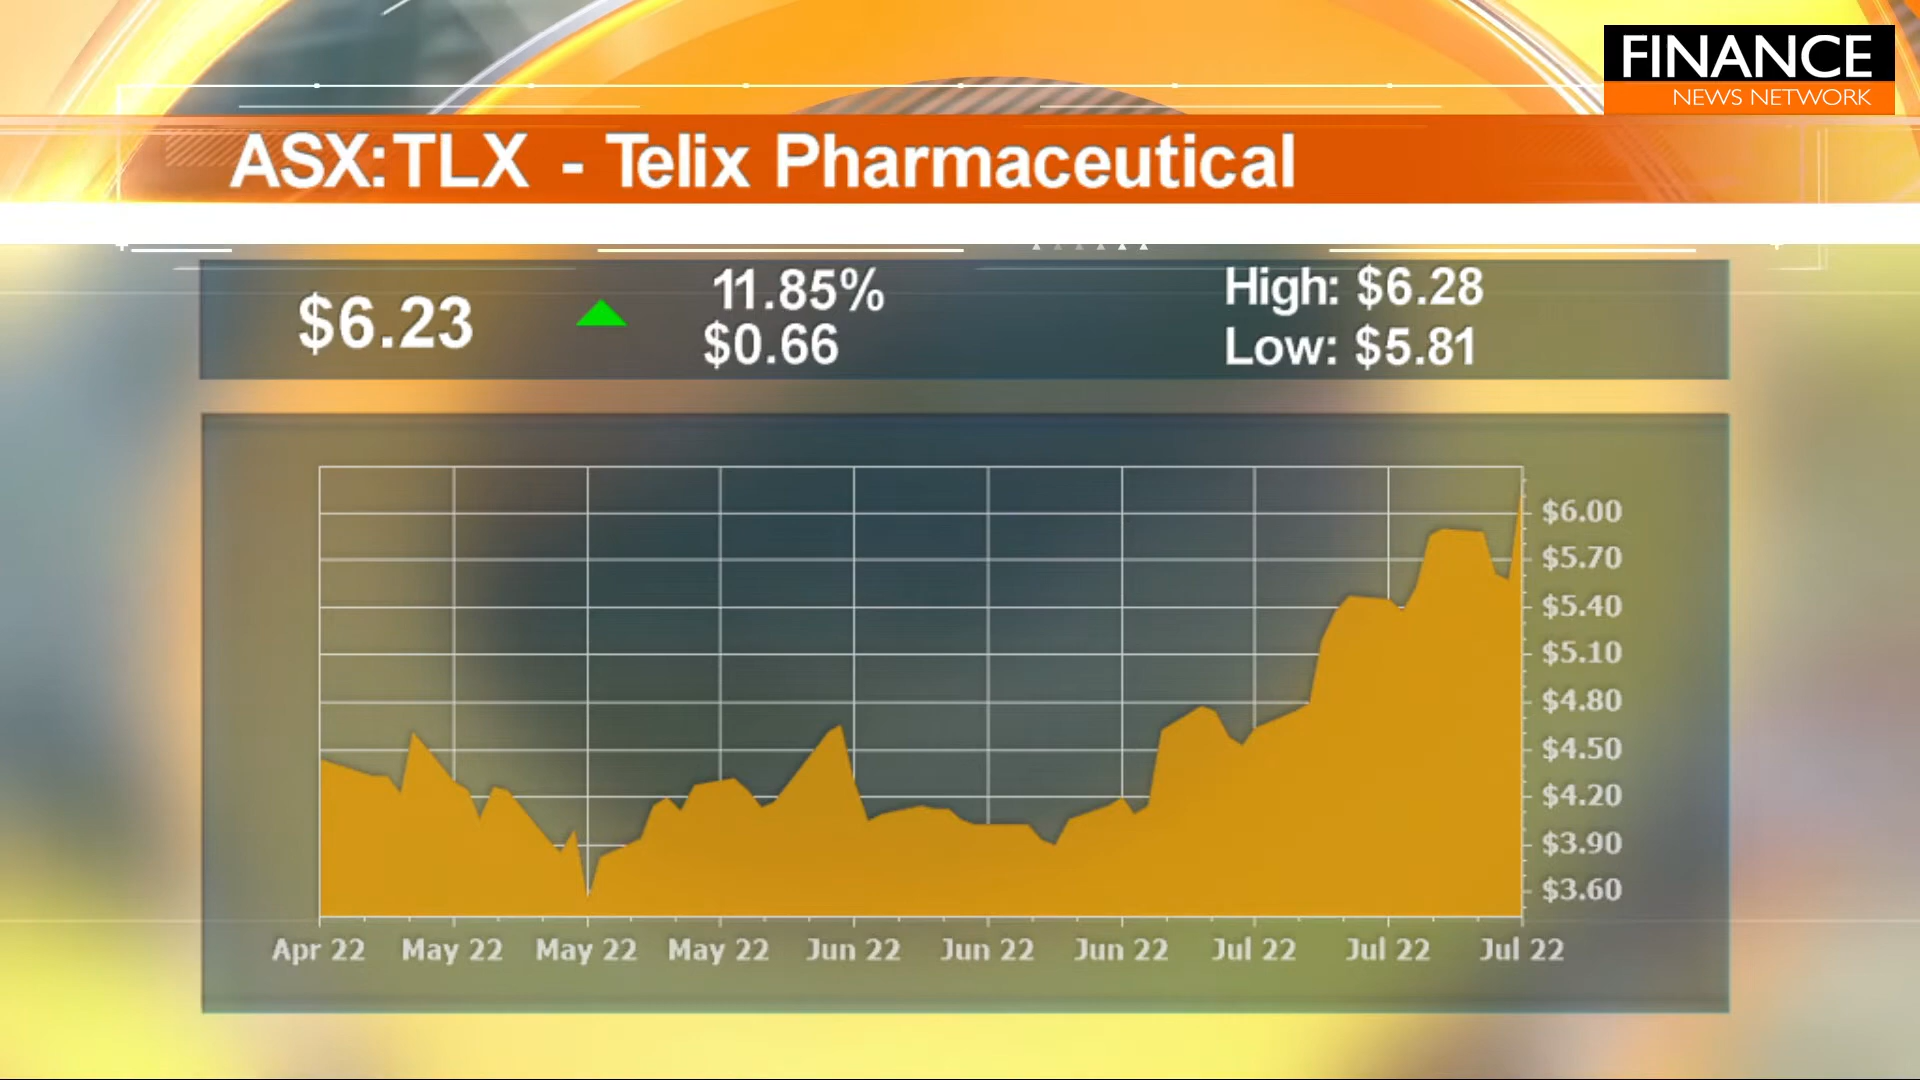 FINANCE
NEWS NETWORK
ASX:TLX - Telix Pharmaceutical
$6.23
11.85%
$0.66
High: $6.28
Low: $5.81
$6.00
$5.70
$5.40
$5.10
$4.80
$4.50
$4.20
$3.90
$3.60
Apr 22 May 22 May 22 May 22 Jun 22 Jun 22 Jun 22 Jul 22 Jul 22 Jul 22